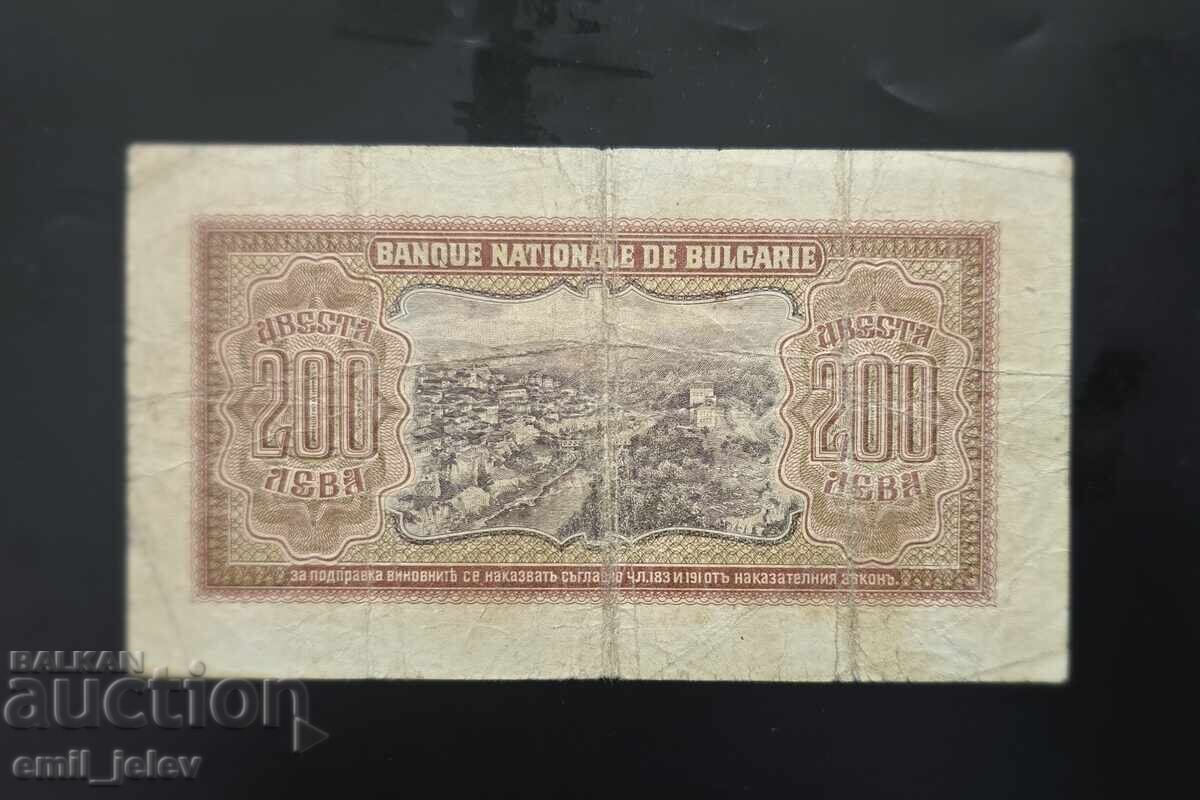 BANQUE NATIONALE DE BULGARIE
ДВЕСТА
200
ЛЕВА
ДВЕСТА
200
ЛЕВА
ЗА ПОДПРАВКА ВИНОВНИТѢ СЕ НАКАЗВАТЪ СЪГЛАСНО ЧЛ.183 И 191 ОТЪ НАКАЗАТЕЛНИЯ ЗАКОНЪ.
BALKAN
auction
emil_jelev